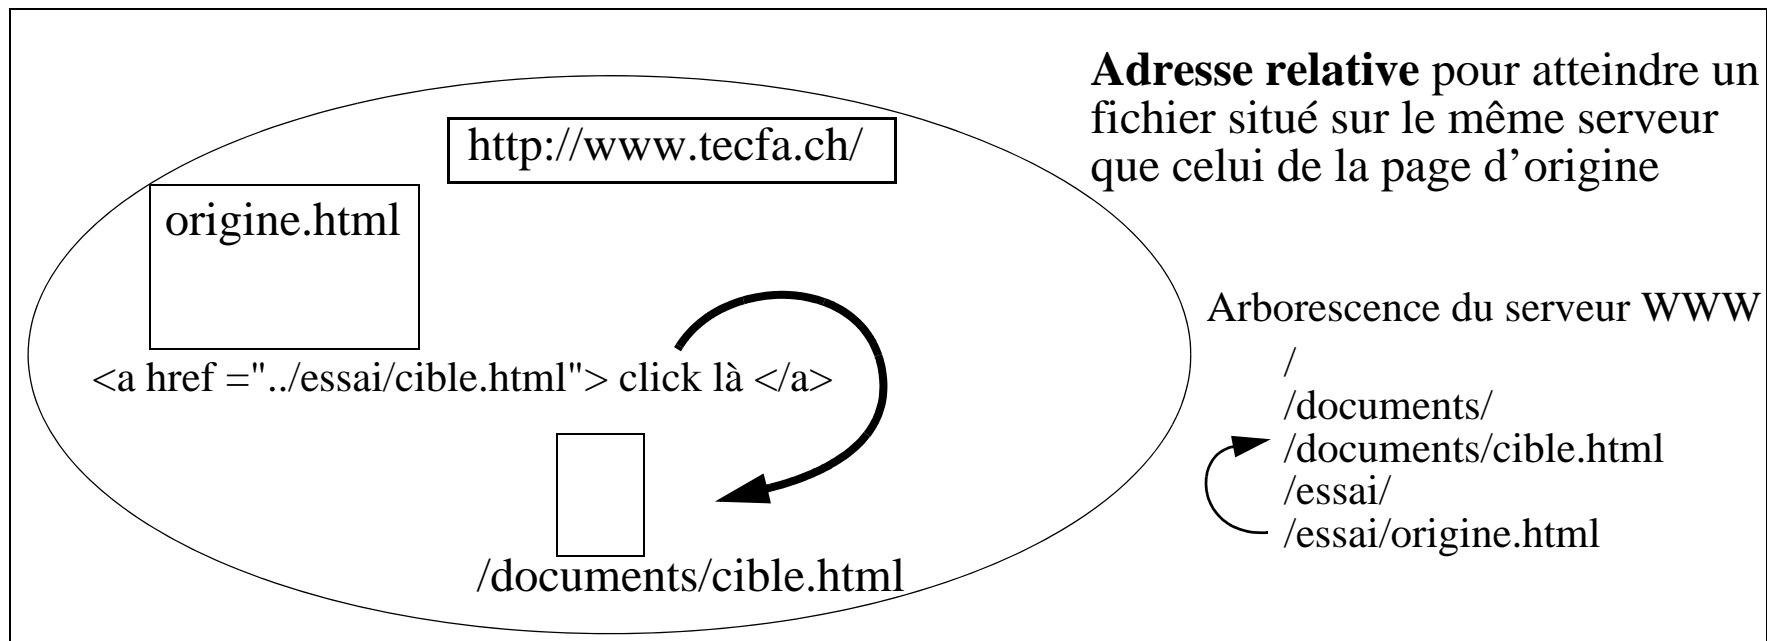 Adresse relative pour atteindre un
fichier situé sur le même serveur
que celui de la page d’origine
http://www.tecfa.ch/
origine.html
<a href ="../essai/cible.html"> click là </a>
/documents/cible.html
Arborescence du serveur WWW
/
/documents/
/documents/cible.html
/essai/
/essai/origine.html